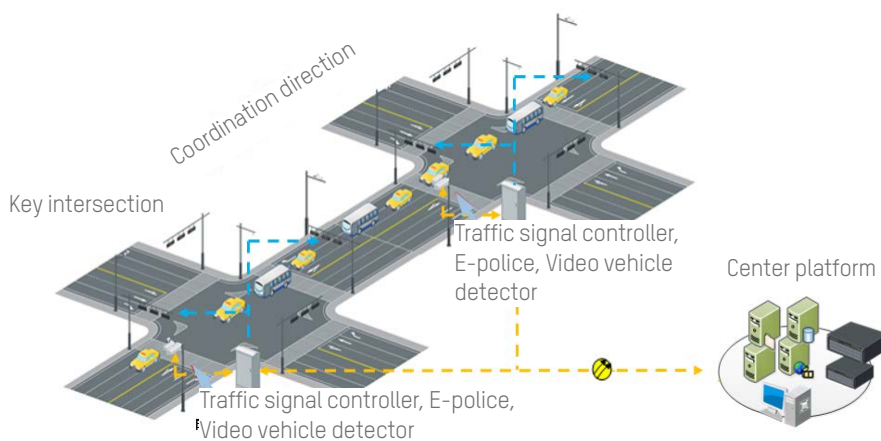 Coordination direction
Key intersection
Traffic signal controller,
E-police, Video vehicle
detector
Center platform
Traffic signal controller, E-police,
Video vehicle detector